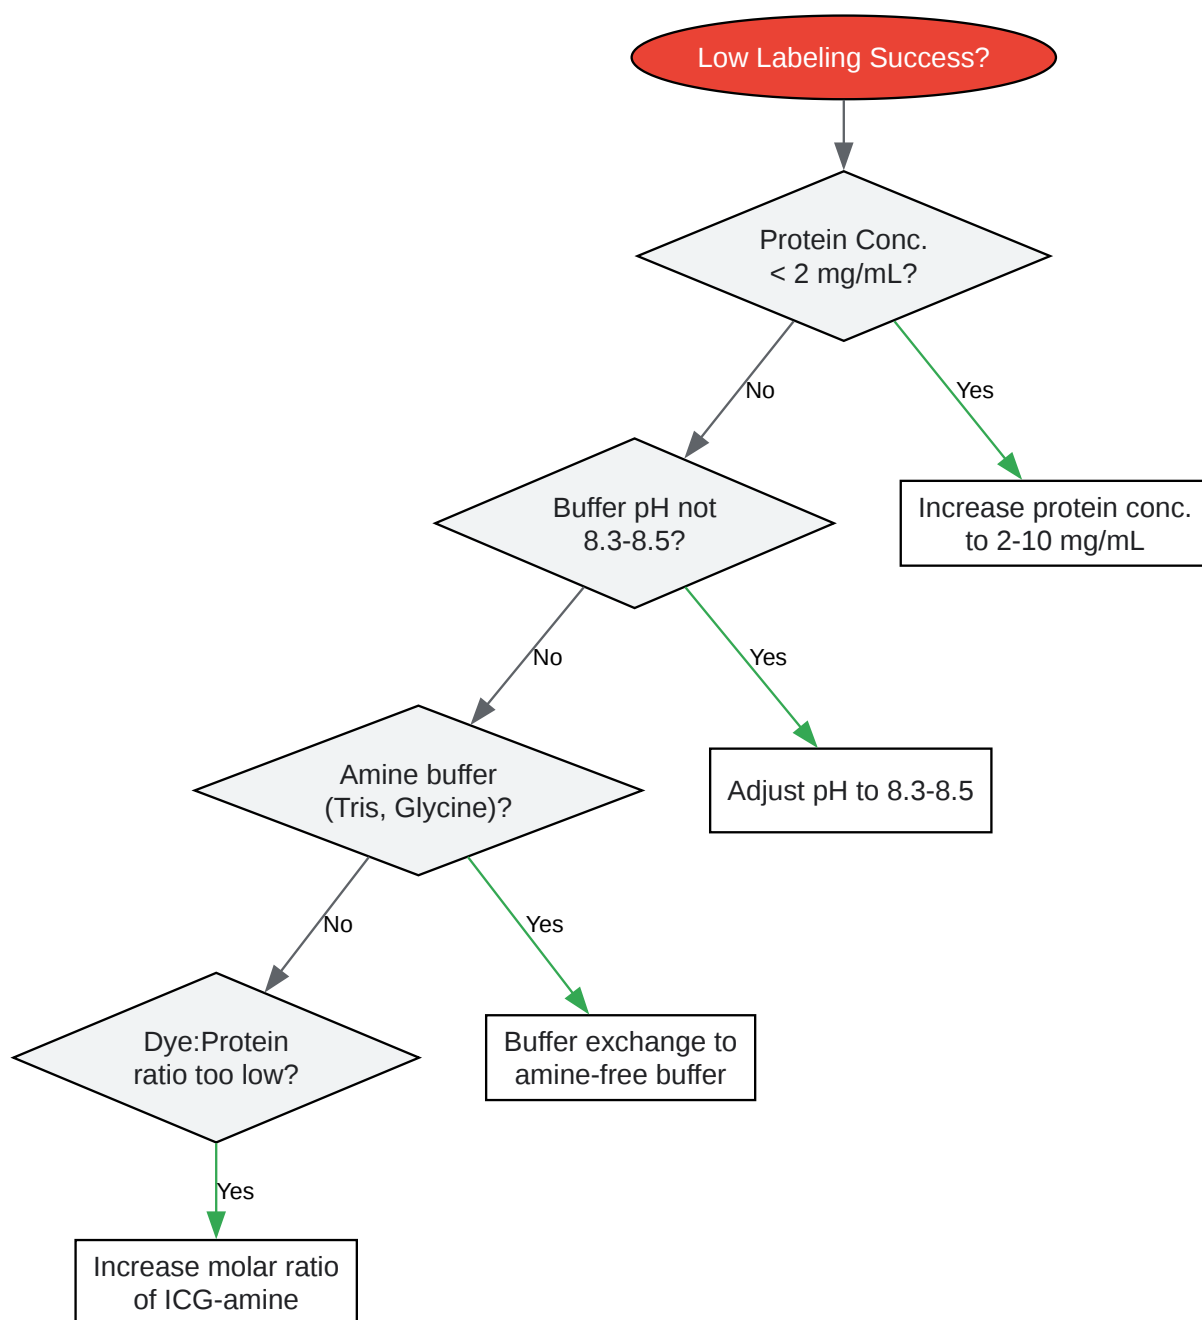 Low Labeling Success?
Protein Conc.
< 2 mg/mL?
No
Yes
Buffer pH not
8.3-8.5?
Increase protein conc.
to 2-10 mg/mL
No
Yes
Amine buffer
(Tris, Glycine)?
Adjust pH to 8.3-8.5
No
Yes
Dye:Protein
ratio too low?
Buffer exchange to
amine-free buffer
Yes
Increase molar ratio
of ICG-amine